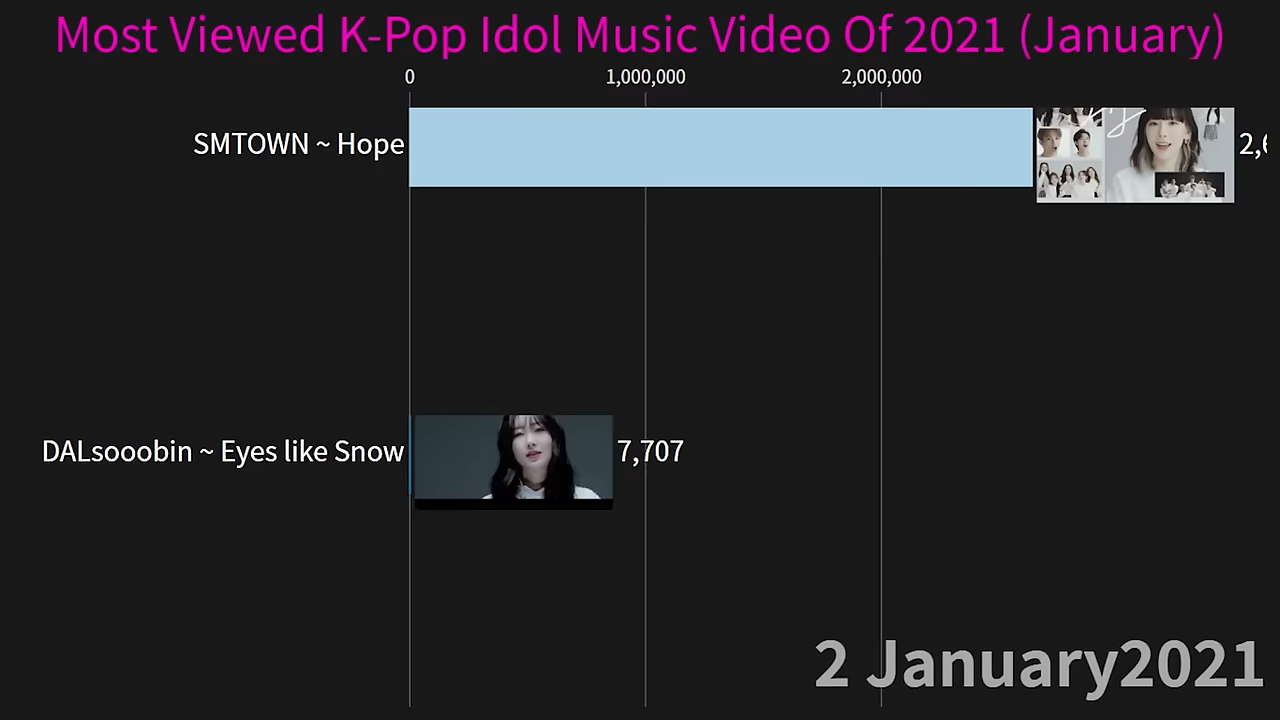 Most Viewed K-Pop Idol Music Video Of 2021 (January)
0 1,000,000 2,000,000
SMTOWN ~ Hope
DALsooobin ~ Eyes like Snow 7,707
2 January2021